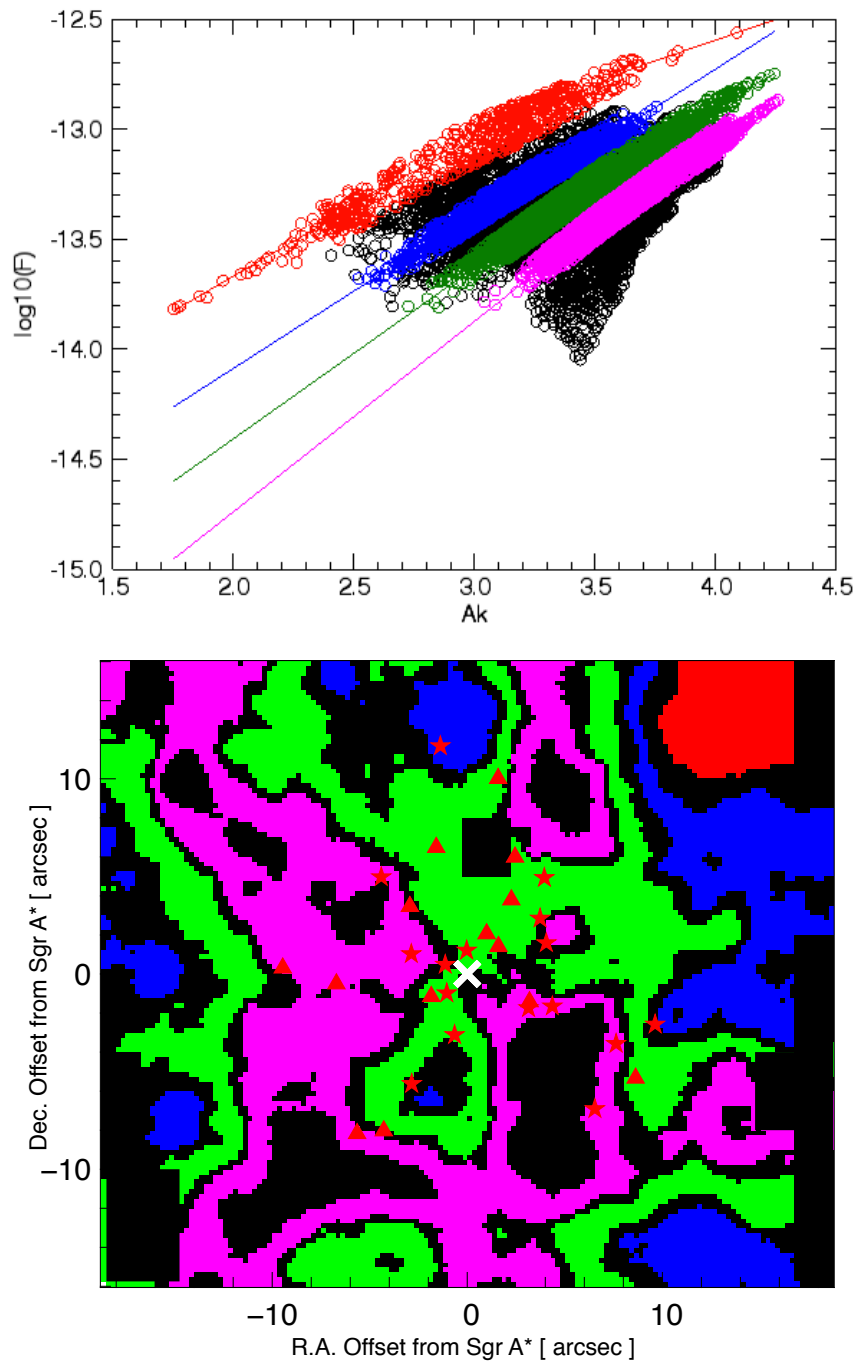 -12.5
-13.0
-13.5
-14.0
-14.5
-15.0
log10(F)
1.5 2.0 2.5 3.0 3.5 4.0 4.5
Ak
10
0
−10
Dec. Offset from Sgr A* [ arcsec ]
−10 0 10
R.A. Offset from Sgr A* [ arcsec ]